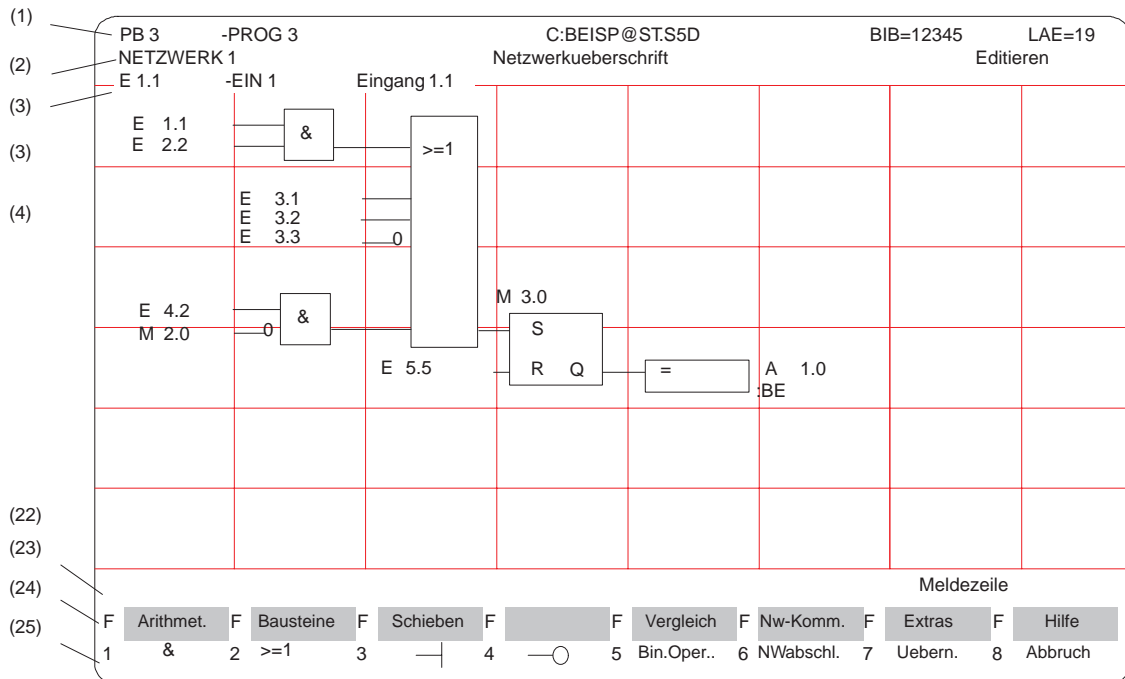 (1)
PB 3 -PROG 3 C:BEISP@ST.S5D BIB=12345 LAE=19
(2)
NETZWERK 1 Netzwerkueberschrift Editieren
E 1.1 -EIN 1 Eingang 1.1
(3)
E 1.1
&
E 2.2
(3)
>=1
E 3.1
(4)
E 3.2
E 3.3 0
M 3.0
E 4.2
&
M 2.0 0
S
E 5.5 R Q = A 1.0
:BE
(22)
(23)
Meldezeile
(24)
F Arithmet. F Bausteine F Schieben F F Vergleich F Nw-Komm. F Extras F Hilfe
(25)
1 & 2 >=1 3 4 5 Bin.Oper.. 6 NWabschl. 7 Uebern. 8 Abbruch